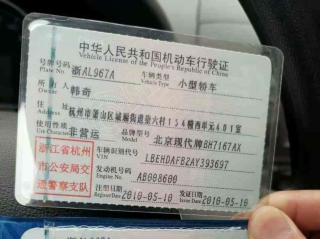 中华人民共和国机动车行驶证
Vehicle License of the People's Republic of China
号牌号码 浙AL967A 车辆类型 小型轿车
Plate No. Vehicle Type
所有人 韩奇
Owner
住址 杭州市萧山区城厢街道染六村154幢西单元401室
Address
使用性质 非营运 品牌型号 北京现代牌BH7167AX
Use Character Model
浙江省杭州市公安局交通警察支队
车辆识别代号 LBEHDAFB2AY393697
VIN
发动机号码 AB008600
Engine No.
注册日期 2010-05-10 发证日期 2010-05-10
Register Date Issue Date